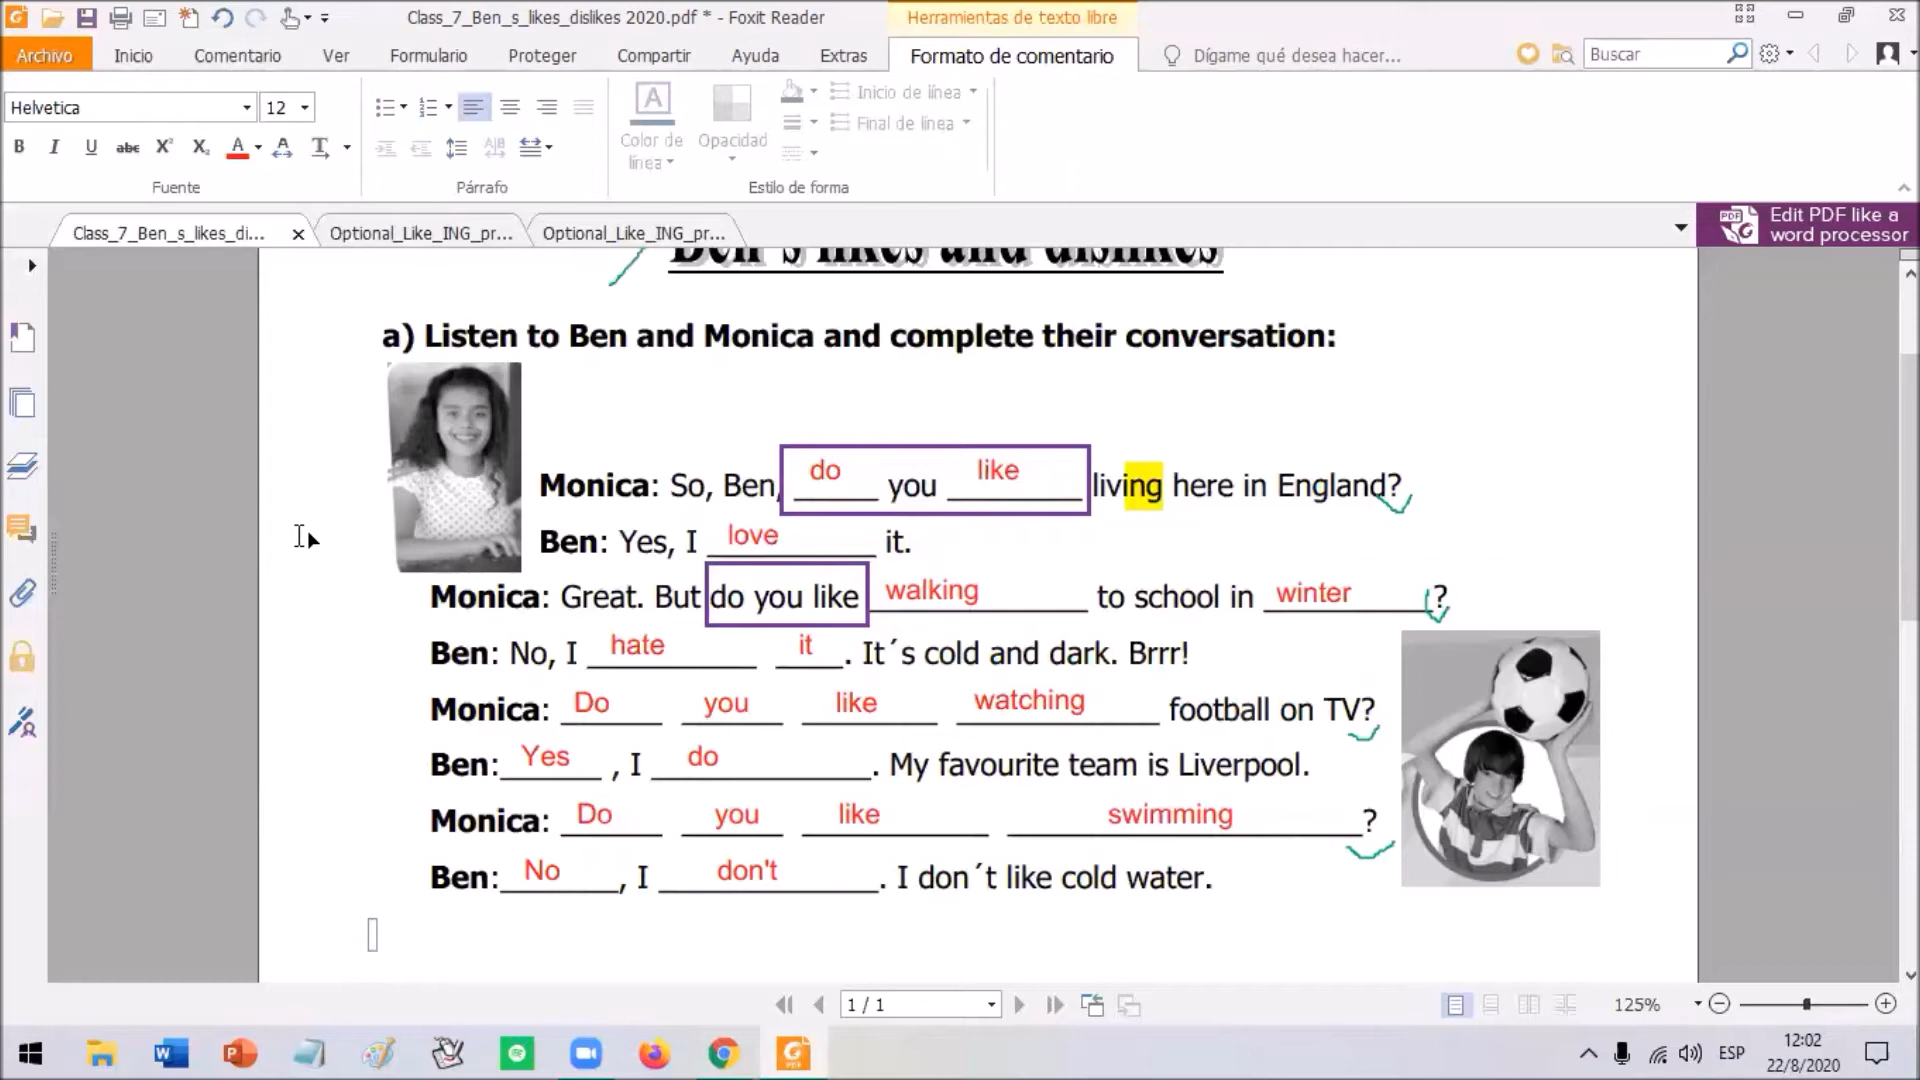 Class_7_Ben_s_likes_dislikes 2020.pdf * - Foxit Reader
Herramientas de texto libre
Archivo Inicio Comentario Ver Formulario Proteger Compartir Ayuda Extras Formato de comentario Dígame qué desea hacer... Buscar
Helvetica 12
Inicio de línea
Final de línea
Color de línea
Opacidad
Fuente Párrafo Estilo de forma
Class_7_Ben_s_likes_di... Optional_Like_ING_pr... Optional_Like_ING_pr...
Edit PDF like a
word processor
Ben's likes and dislikes
a) Listen to Ben and Monica and complete their conversation:
Monica: So, Ben, do you like living here in England?
Ben: Yes, I love it.
Monica: Great. But do you like walking to school in winter?
Ben: No, I hate it. It´s cold and dark. Brrr!
Monica: Do you like watching football on TV?
Ben: Yes , I do. My favourite team is Liverpool.
Monica: Do you like swimming?
Ben: No, I don't. I don´t like cold water.
1 / 1
125%
ESP
12:02
22/8/2020